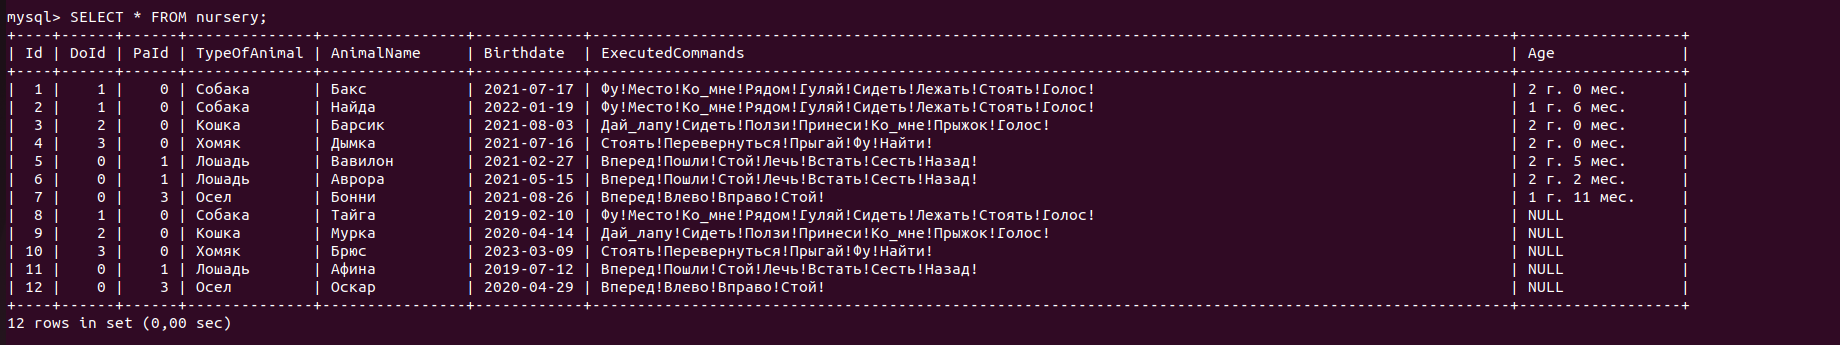 mysql> SELECT * FROM nursery;
+----+------+------+--------------+----------------+------------+------------------------------------------------------------------------------------------------------+------------------+
| Id | DoId | PaId | TypeOfAnimal | AnimalName     | Birthdate  | ExecutedCommands                                                                                     | Age              |
+----+------+------+--------------+----------------+------------+------------------------------------------------------------------------------------------------------+------------------+
|  1 |    1 |    0 | Собака       | Бакс           | 2021-07-17 | Фу!Место!Ко_мне!Рядом!Гуляй!Сидеть!Лежать!Стоять!Голос!                                              | 2 г. 0 мес.      |
|  2 |    1 |    0 | Собака       | Найда          | 2022-01-19 | Фу!Место!Ко_мне!Рядом!Гуляй!Сидеть!Лежать!Стоять!Голос!                                              | 1 г. 6 мес.      |
|  3 |    2 |    0 | Кошка        | Барсик         | 2021-08-03 | Дай_лапу!Сидеть!Ползи!Принеси!Ко_мне!Прыжок!Голос!                                                   | 2 г. 0 мес.      |
|  4 |    3 |    0 | Хомяк        | Дымка          | 2021-07-16 | Стоять!Перевернуться!Прыгай!Фу!Найти!                                                                | 2 г. 0 мес.      |
|  5 |    0 |    1 | Лошадь       | Вавилон        | 2021-02-27 | Вперед!Пошли!Стой!Лечь!Встать!Сесть!Назад!                                                           | 2 г. 5 мес.      |
|  6 |    0 |    1 | Лошадь       | Аврора         | 2021-05-15 | Вперед!Пошли!Стой!Лечь!Встать!Сесть!Назад!                                                           | 2 г. 2 мес.      |
|  7 |    0 |    3 | Осел         | Бонни          | 2021-08-26 | Вперед!Влево!Вправо!Стой!                                                                            | 1 г. 11 мес.     |
|  8 |    1 |    0 | Собака       | Тайга          | 2019-02-10 | Фу!Место!Ко_мне!Рядом!Гуляй!Сидеть!Лежать!Стоять!Голос!                                              | NULL             |
|  9 |    2 |    0 | Кошка        | Мурка          | 2020-04-14 | Дай_лапу!Сидеть!Ползи!Принеси!Ко_мне!Прыжок!Голос!                                                   | NULL             |
| 10 |    3 |    0 | Хомяк        | Брюс           | 2023-03-09 | Стоять!Перевернуться!Прыгай!Фу!Найти!                                                                | NULL             |
| 11 |    0 |    1 | Лошадь       | Афина          | 2019-07-12 | Вперед!Пошли!Стой!Лечь!Встать!Сесть!Назад!                                                           | NULL             |
| 12 |    0 |    3 | Осел         | Оскар          | 2020-04-29 | Вперед!Влево!Вправо!Стой!                                                                            | NULL             |
+----+------+------+--------------+----------------+------------+------------------------------------------------------------------------------------------------------+------------------+
12 rows in set (0,00 sec)